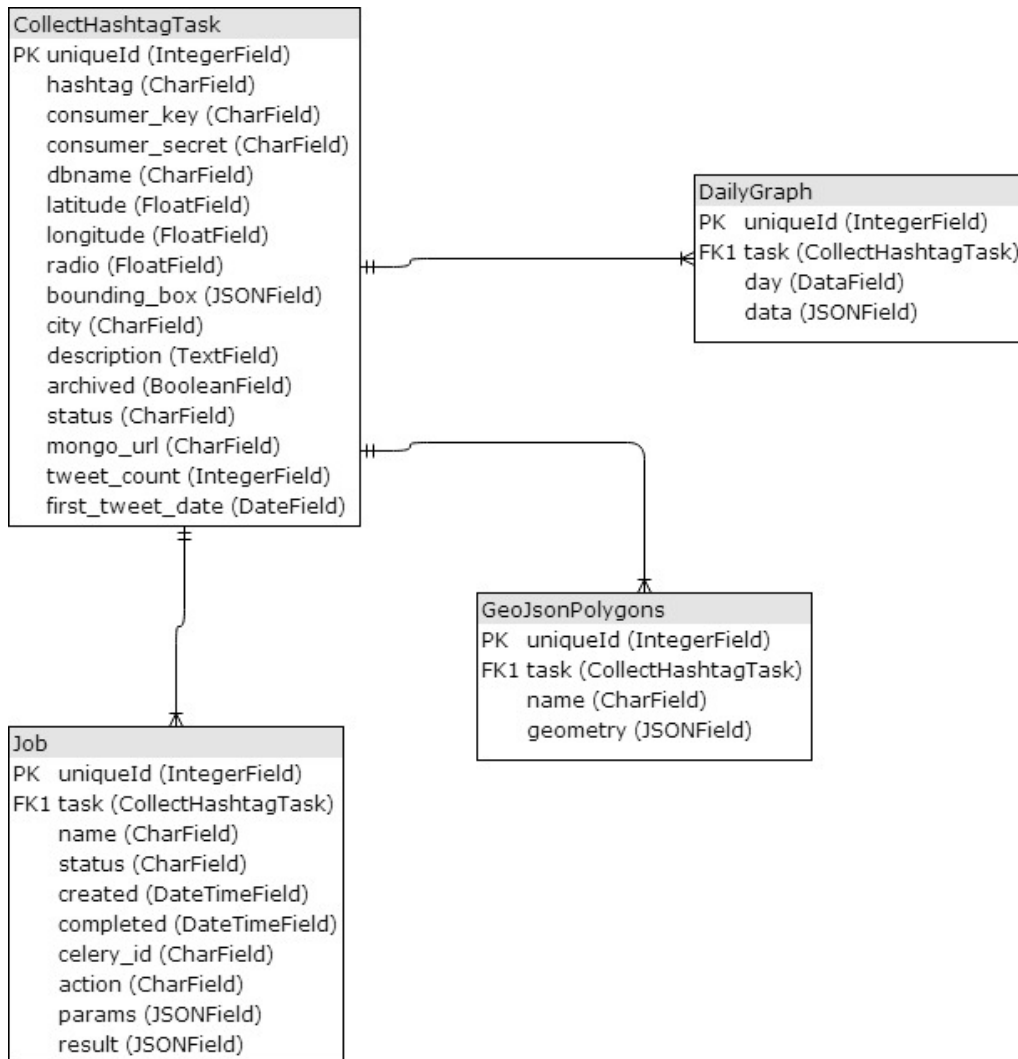 CollectHashtagTask
PK uniqueId (IntegerField)
hashtag (CharField)
consumer_key (CharField)
consumer_secret (CharField)
dbname (CharField)
latitude (FloatField)
longitude (FloatField)
radio (FloatField)
bounding_box (JSONField)
city (CharField)
description (TextField)
archived (BooleanField)
status (CharField)
mongo_url (CharField)
tweet_count (IntegerField)
first_tweet_date (DateField)
DailyGraph
PK uniqueId (IntegerField)
FK1 task (CollectHashtagTask)
day (DataField)
data (JSONField)
GeoJsonPolygons
PK uniqueId (IntegerField)
FK1 task (CollectHashtagTask)
name (CharField)
geometry (JSONField)
Job
PK uniqueId (IntegerField)
FK1 task (CollectHashtagTask)
name (CharField)
status (CharField)
created (DateTimeField)
completed (DateTimeField)
celery_id (CharField)
action (CharField)
params (JSONField)
result (JSONField)